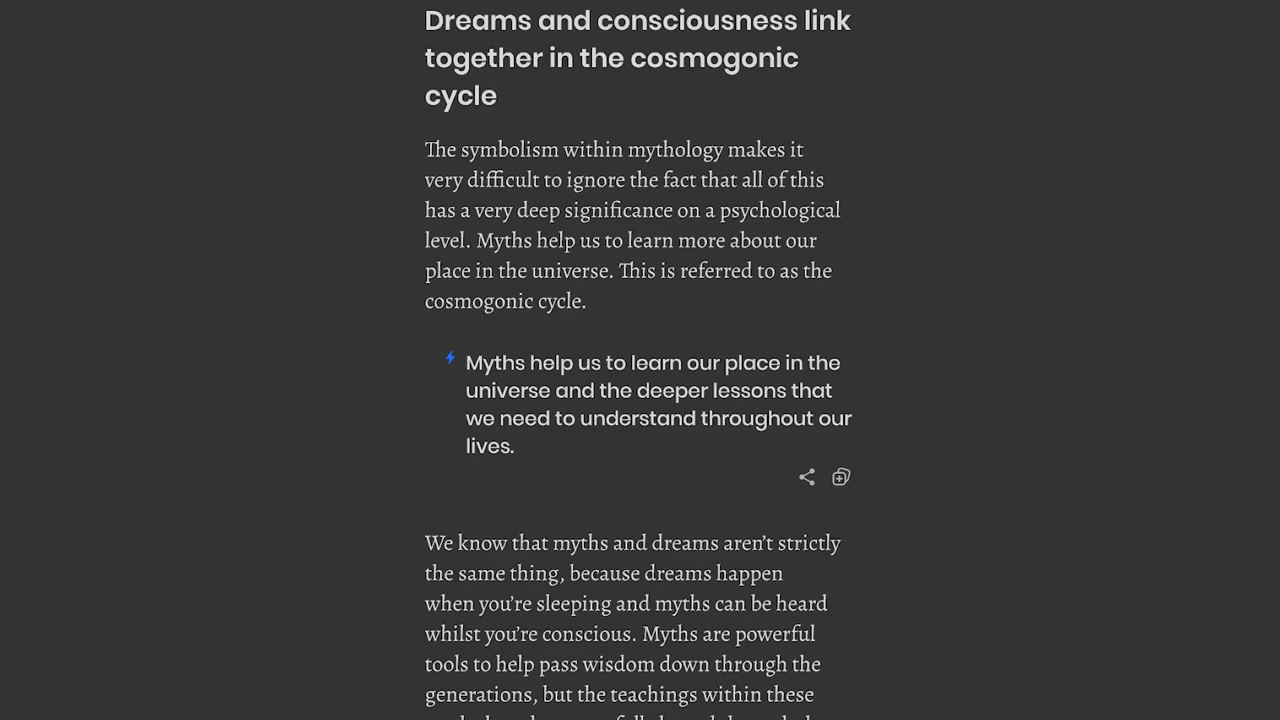 Dreams and consciousness link
together in the cosmogonic
cycle
The symbolism within mythology makes it
very difficult to ignore the fact that all of this
has a very deep significance on a psychological
level. Myths help us to learn more about our
place in the universe. This is referred to as the
cosmogonic cycle.
Myths help us to learn our place in the
universe and the deeper lessons that
we need to understand throughout our
lives.
We know that myths and dreams aren’t strictly
the same thing, because dreams happen
when you’re sleeping and myths can be heard
whilst you’re conscious. Myths are powerful
tools to help pass wisdom down through the
generations, but the teachings within these